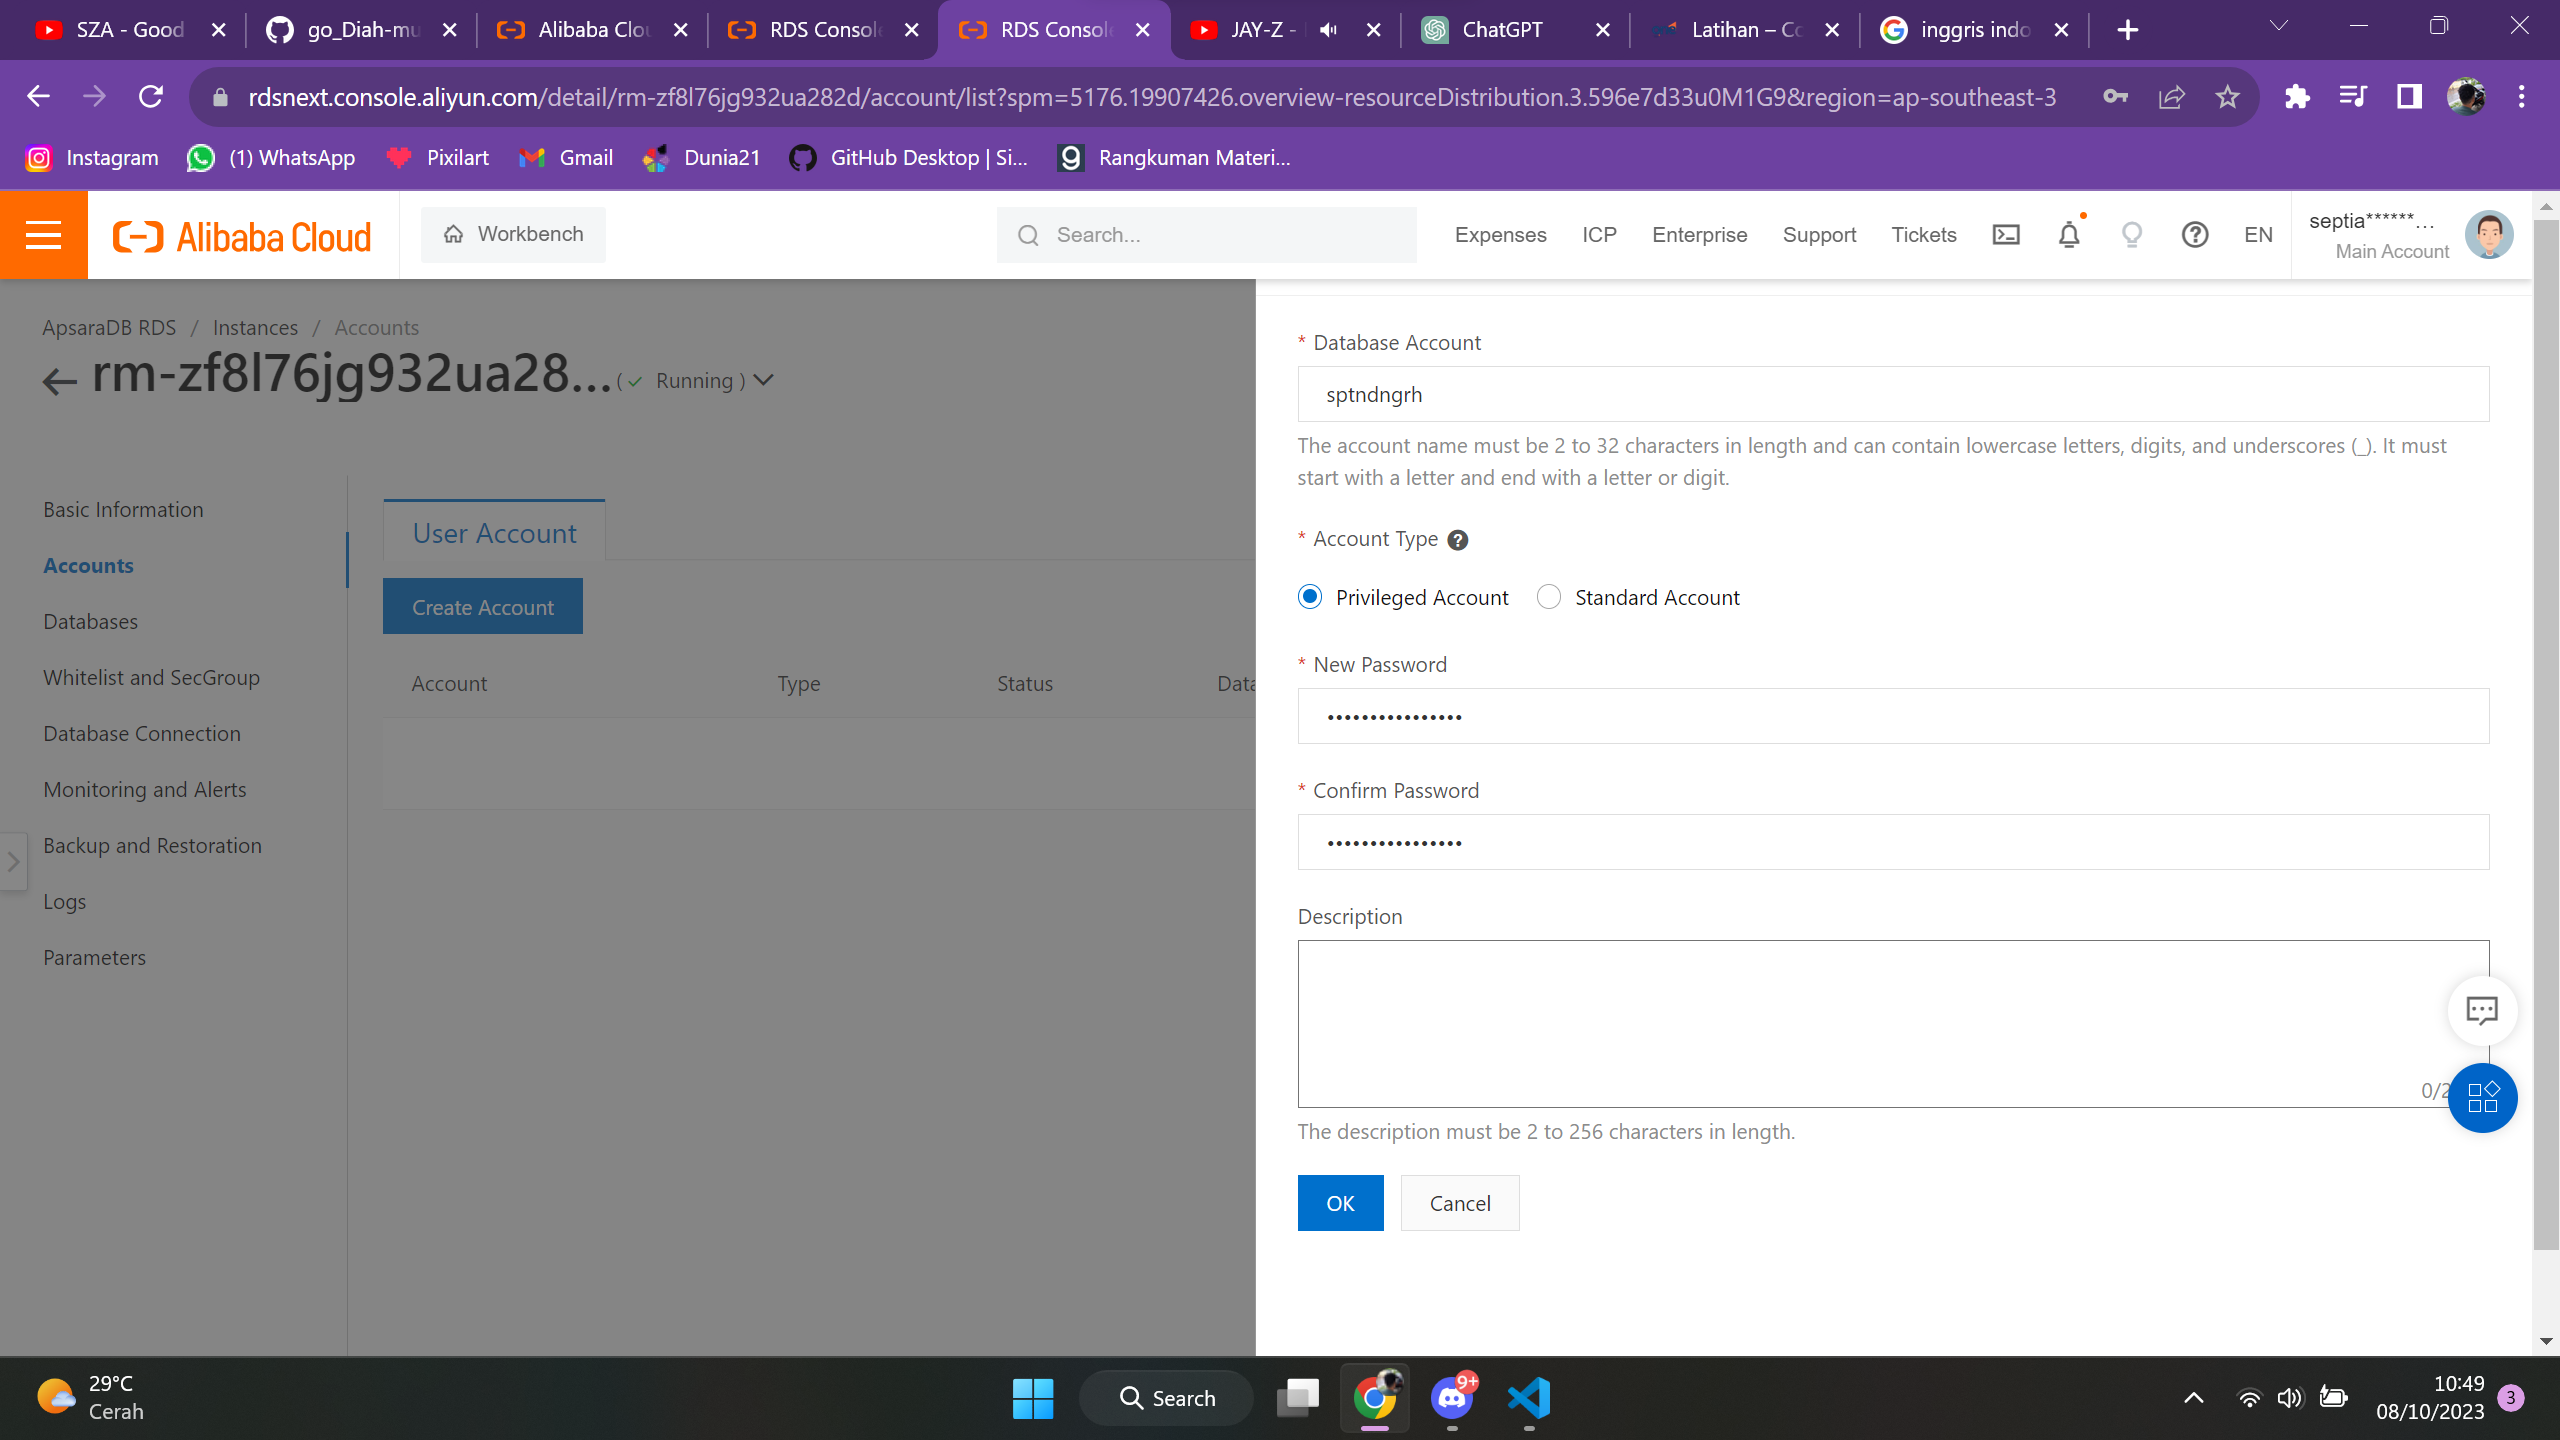 SZA - Good
go_Diah-mu
Alibaba Clou
RDS Console
RDS Console
JAY-Z -
ChatGPT
Latihan – Co
inggris indo
rdsnext.console.aliyun.com/detail/rm-zf8l76jg932ua282d/account/list?spm=5176.19907426.overview-resourceDistribution.3.596e7d33u0M1G9&region=ap-southeast-3
Instagram
(1) WhatsApp
Pixilart
Gmail
Dunia21
GitHub Desktop | Si...
Rangkuman Materi...
Alibaba Cloud
Workbench
Search...
Expenses
ICP
Enterprise
Support
Tickets
EN
septia******...
Main Account
ApsaraDB RDS / Instances / Accounts
rm-zf8l76jg932ua28... ( Running )
Basic Information
Accounts
Databases
Whitelist and SecGroup
Database Connection
Monitoring and Alerts
Backup and Restoration
Logs
Parameters
User Account
Create Account
Account Type Status Data
* Database Account
sptndngrh
The account name must be 2 to 32 characters in length and can contain lowercase letters, digits, and underscores (_). It must
start with a letter and end with a letter or digit.
* Account Type
Privileged Account Standard Account
* New Password
••••••••••••••••
* Confirm Password
••••••••••••••••
Description
0/2
The description must be 2 to 256 characters in length.
OK Cancel
29°C
Cerah
Search
9+
10:49
08/10/2023
3